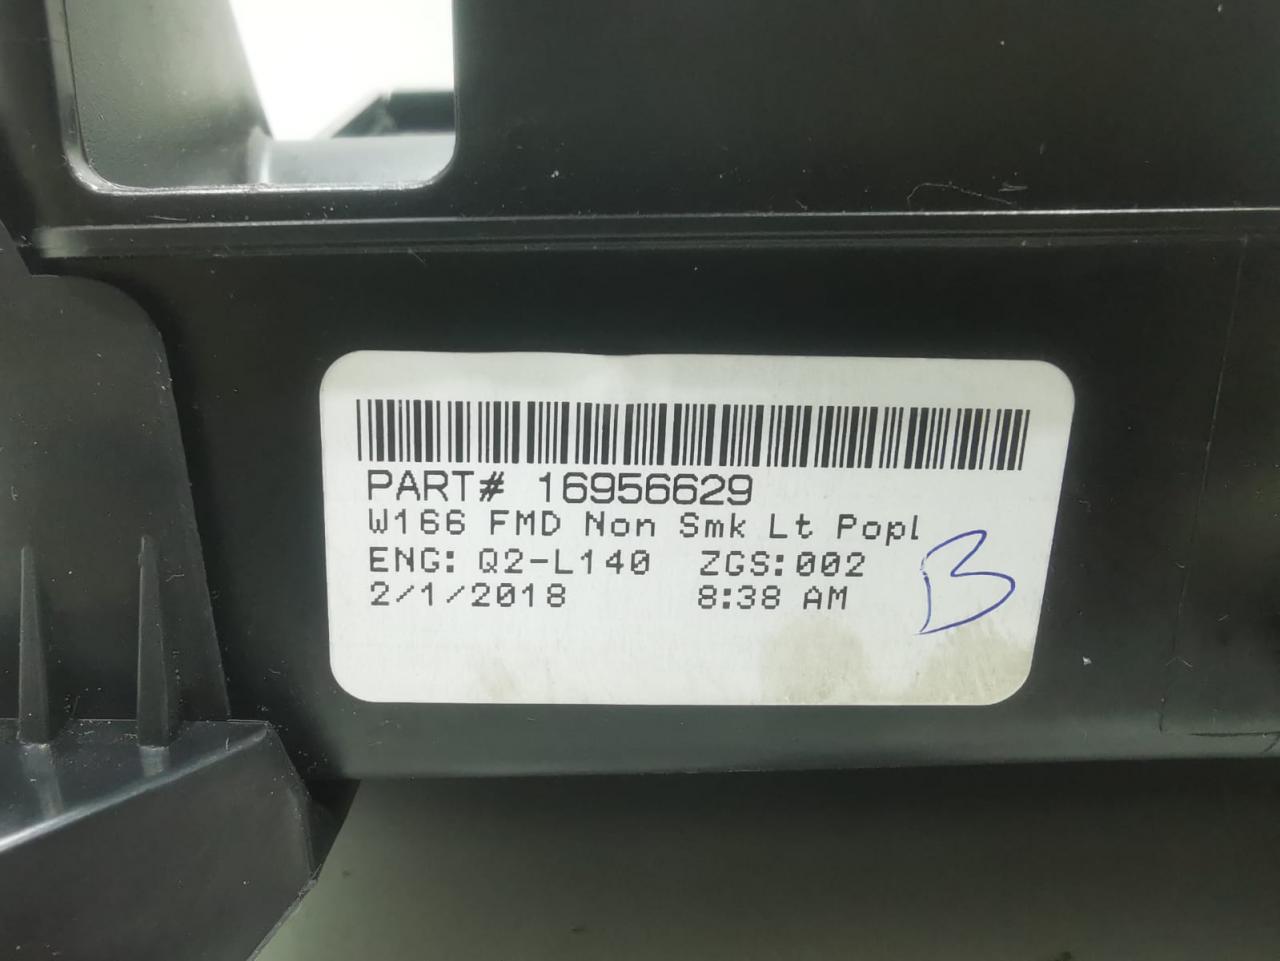 PART# 16956629
W166 FMD Non Smk Lt Popl
ENG: Q2-L140 ZGS:002
2/1/2018 8:38 AM
B